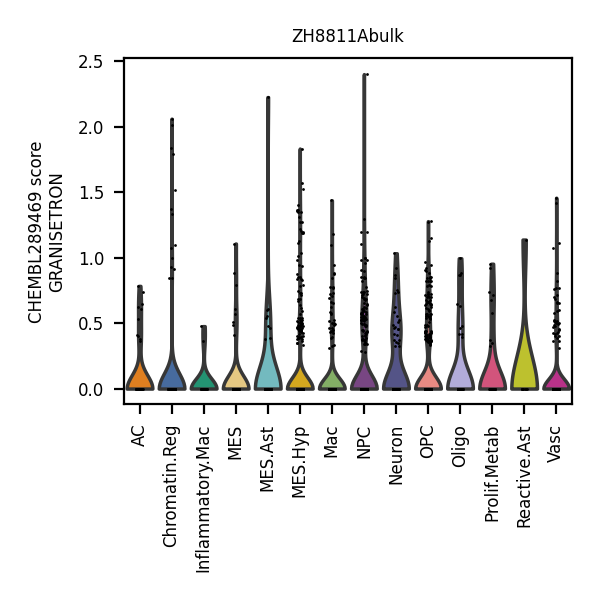 ZH8811Abulk
CHEMBL289469 score
GRANISETRON
2.5
2.0
1.5
1.0
0.5
0.0
AC
Chromatin.Reg
Inflammatory.Mac
MES
MES.Ast
MES.Hyp
Mac
NPC
Neuron
OPC
Oligo
Prolif.Metab
Reactive.Ast
Vasc